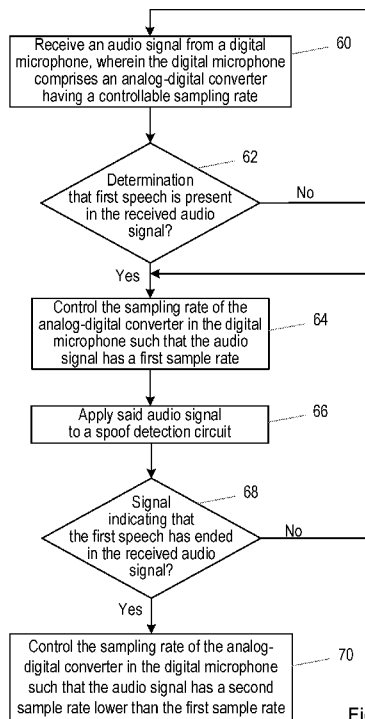 Receive an audio signal from a digital
microphone, wherein the digital microphone
comprises an analog-digital converter
having a controllable sampling rate
60
62
Determination
that first speech is present
in the received audio
signal?
No
Yes
Control the sampling rate of the
analog-digital converter in the digital
microphone such that the audio
signal has a first sample rate
64
Apply said audio signal
to a spoof detection circuit
66
68
Signal
indicating that
the first speech has ended
in the received audio
signal?
No
Yes
Control the sampling rate of the analog-
digital converter in the digital microphone
such that the audio signal has a second
sample rate lower than the first sample rate
70